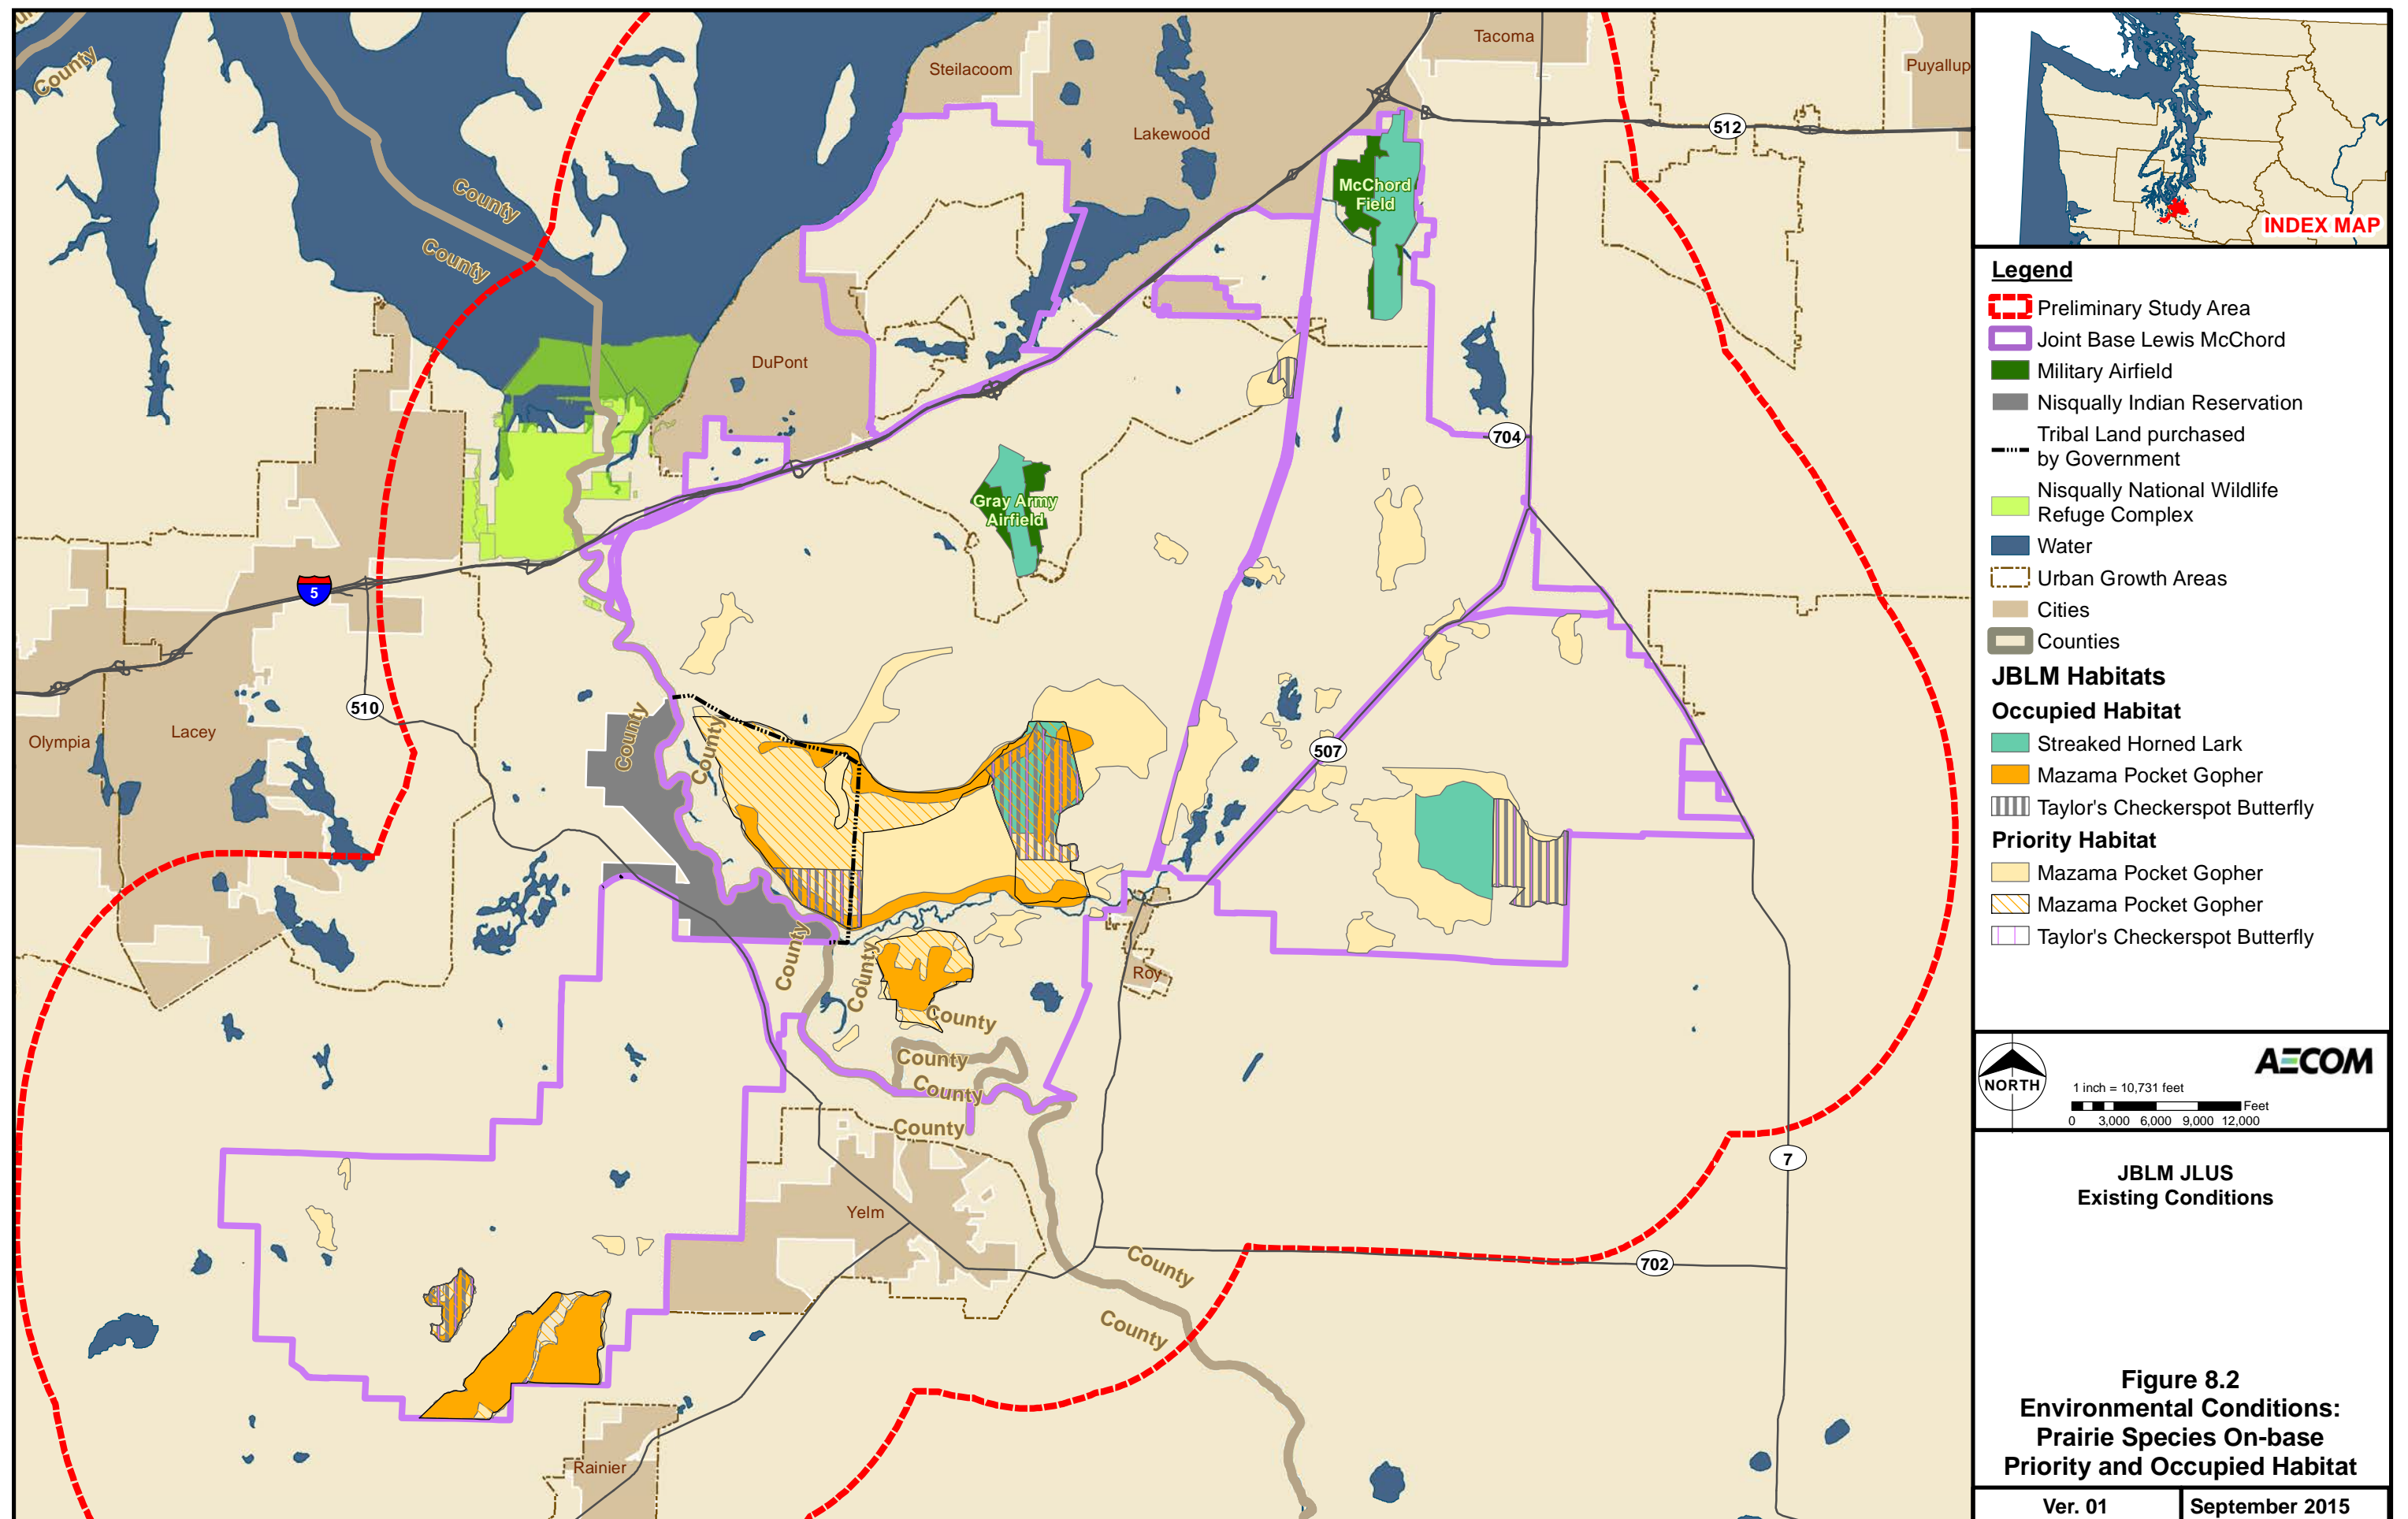 County
Steilacoom
Tacoma
Puyallup
Lakewood
512
McChord
Field
County
County
DuPont
704
Gray Army
Airfield
5
510
Olympia
Lacey
County
County
507
County
County
Roy
County
County
County
County
Yelm
7
702
County
County
Rainier
INDEX MAP
Legend
Preliminary Study Area
Joint Base Lewis McChord
Military Airfield
Nisqually Indian Reservation
Tribal Land purchased
by Government
Nisqually National Wildlife
Refuge Complex
Water
Urban Growth Areas
Cities
Counties
JBLM Habitats
Occupied Habitat
Streaked Horned Lark
Mazama Pocket Gopher
Taylor's Checkerspot Butterfly
Priority Habitat
Mazama Pocket Gopher
Mazama Pocket Gopher
Taylor's Checkerspot Butterfly
NORTH
AECOM
1 inch = 10,731 feet
Feet
0 3,000 6,000 9,000 12,000
JBLM JLUS
Existing Conditions
Figure 8.2
Environmental Conditions:
Prairie Species On-base
Priority and Occupied Habitat
Ver. 01
September 2015